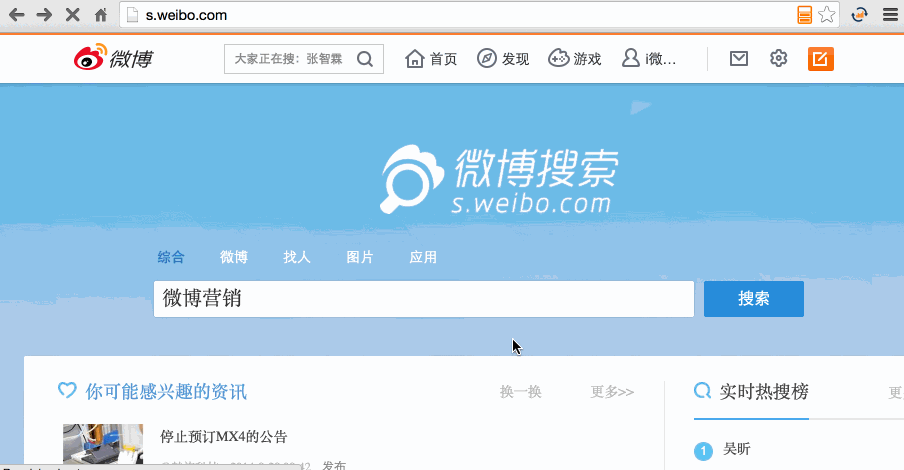 s.weibo.com
微博 大家正在搜：张智霖 首页 发现 游戏 i微...
微博搜索
s.weibo.com
综合 微博 找人 图片 应用
微博营销 搜索
你可能感兴趣的资讯 换一换 更多>> 实时热搜榜 更
停止预订MX4的公告
1 吴昕
发布